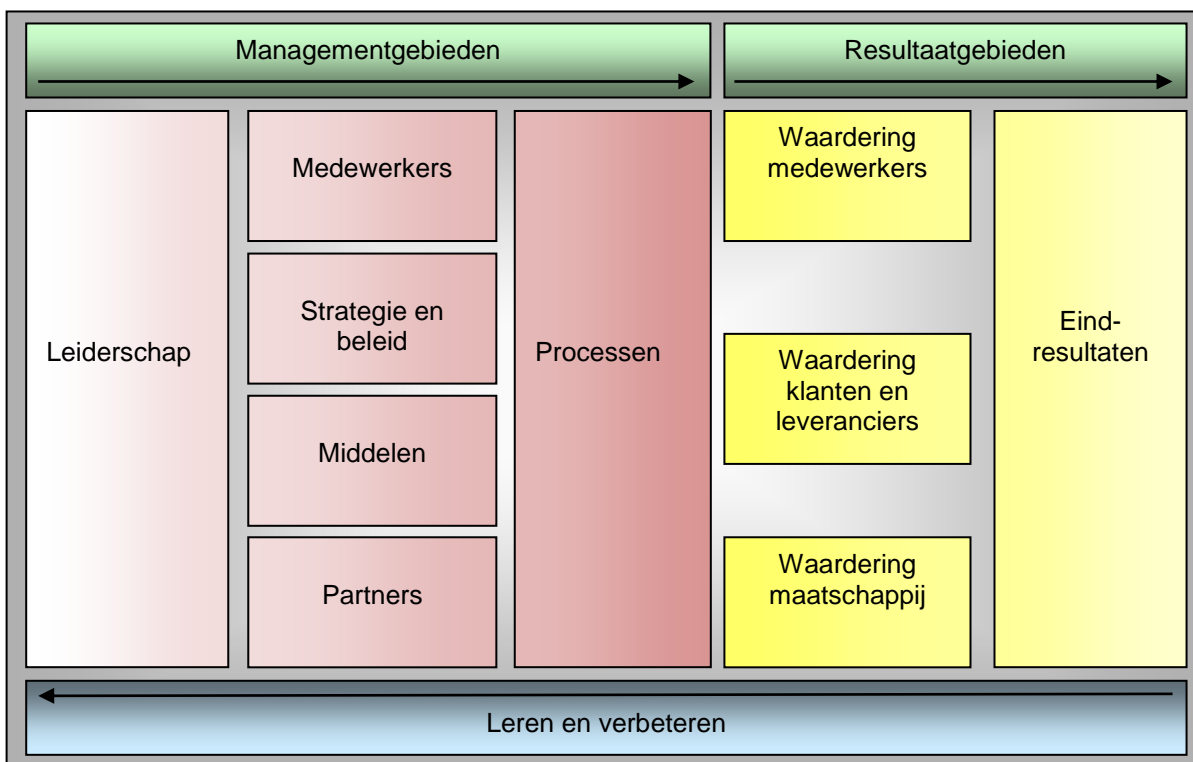 Managementgebieden
Resultaatgebieden
Leiderschap
Medewerkers
Strategie en
beleid
Middelen
Partners
Processen
Waardering
medewerkers
Waardering
klanten en
leveranciers
Waardering
maatschappij
Eind-
resultaten
Leren en verbeteren